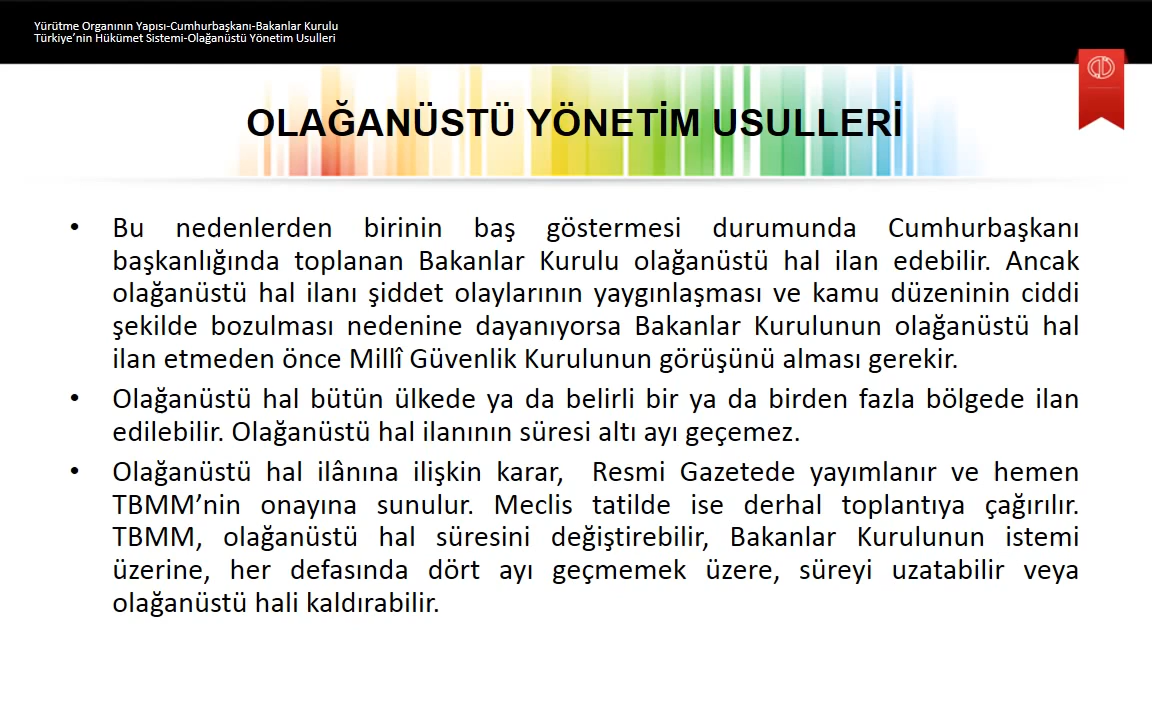 Yürütme Organının Yapısı-Cumhurbaşkanı-Bakanlar Kurulu
Türkiye’nin Hükümet Sistemi-Olağanüstü Yönetim Usulleri
OLAĞANÜSTÜ YÖNETİM USULLERİ
• Bu nedenlerden birinin baş göstermesi durumunda Cumhurbaşkanı
başkanlığında toplanan Bakanlar Kurulu olağanüstü hal ilan edebilir. Ancak
olağanüstü hal ilanı şiddet olaylarının yaygınlaşması ve kamu düzeninin ciddi
şekilde bozulması nedenine dayanıyorsa Bakanlar Kurulunun olağanüstü hal
ilan etmeden önce Millî Güvenlik Kurulunun görüşünü alması gerekir.
• Olağanüstü hal bütün ülkede ya da belirli bir ya da birden fazla bölgede ilan
edilebilir. Olağanüstü hal ilanının süresi altı ayı geçemez.
• Olağanüstü hal ilânına ilişkin karar,  Resmi Gazetede yayımlanır ve hemen
TBMM’nin onayına sunulur. Meclis tatilde ise derhal toplantıya çağırılır.
TBMM, olağanüstü hal süresini değiştirebilir, Bakanlar Kurulunun istemi
üzerine, her defasında dört ayı geçmemek üzere, süreyi uzatabilir veya
olağanüstü hali kaldırabilir.